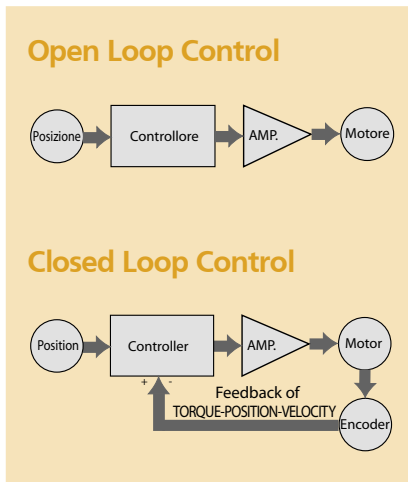 Open Loop Control
Posizione
Controllore
AMP.
Motore
Closed Loop Control
Position
Controller
AMP.
Motor
+ -
Feedback of
TORQUE-POSITION-VELOCITY
Encoder